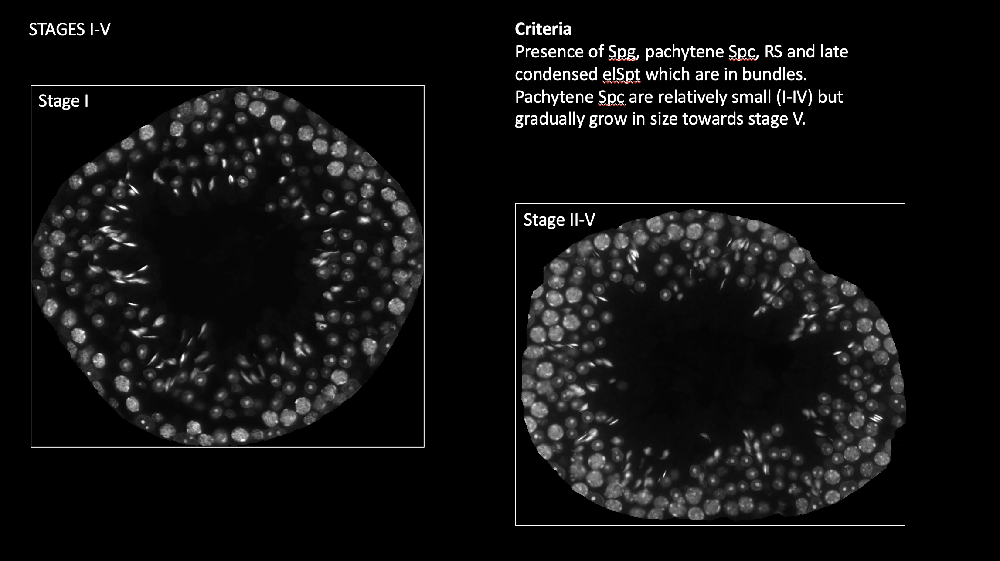 STAGES I-V
Criteria
Presence of Spg, pachytene Spc, RS and late
condensed elSpt which are in bundles.
Pachytene Spc are relatively small (I-IV) but
gradually grow in size towards stage V.
Stage I
Stage II-V